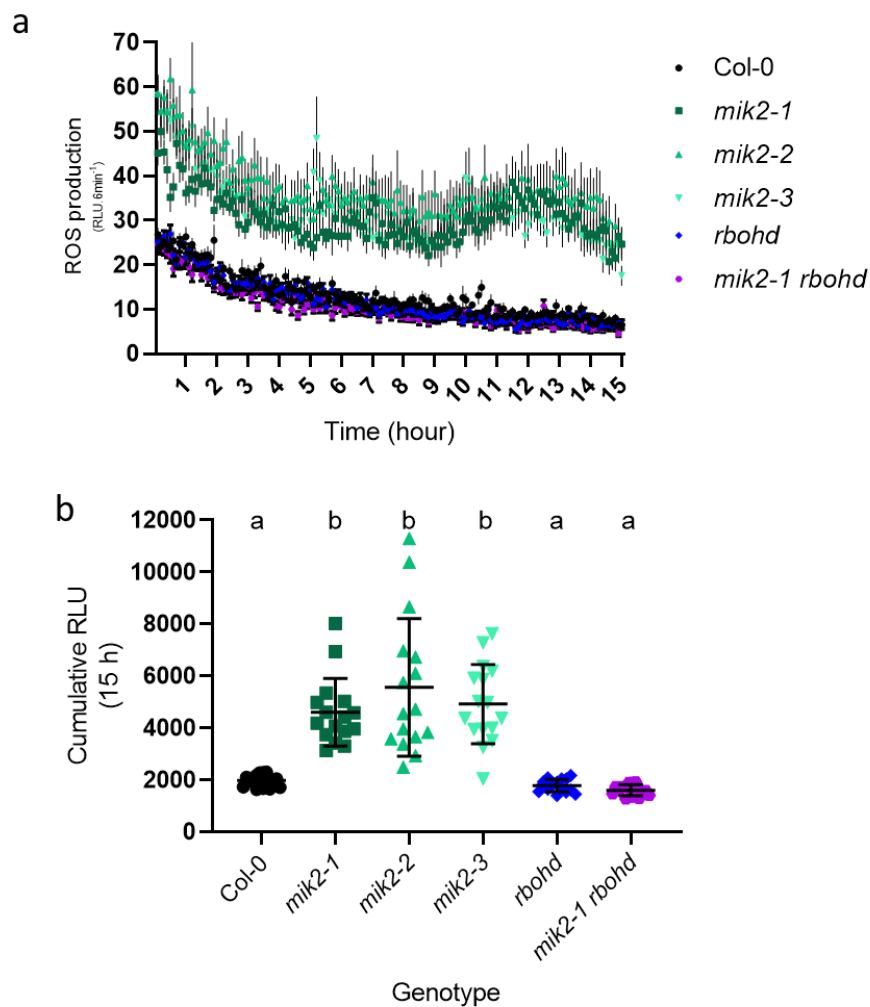 a
70
60
50
40
30
20
10
0
ROS production
(RLU 6min⁻¹)
1 2 3 4 5 6 7 8 9 10 11 12 13 14 15
Time (hour)
Col-0
mik2-1
mik2-2
mik2-3
rbohd
mik2-1 rbohd
b
12000
10000
8000
6000
4000
2000
0
Cumulative RLU
(15 h)
a b b b a a
Col-0 mik2-1 mik2-2 mik2-3 rbohd mik2-1 rbohd
Genotype